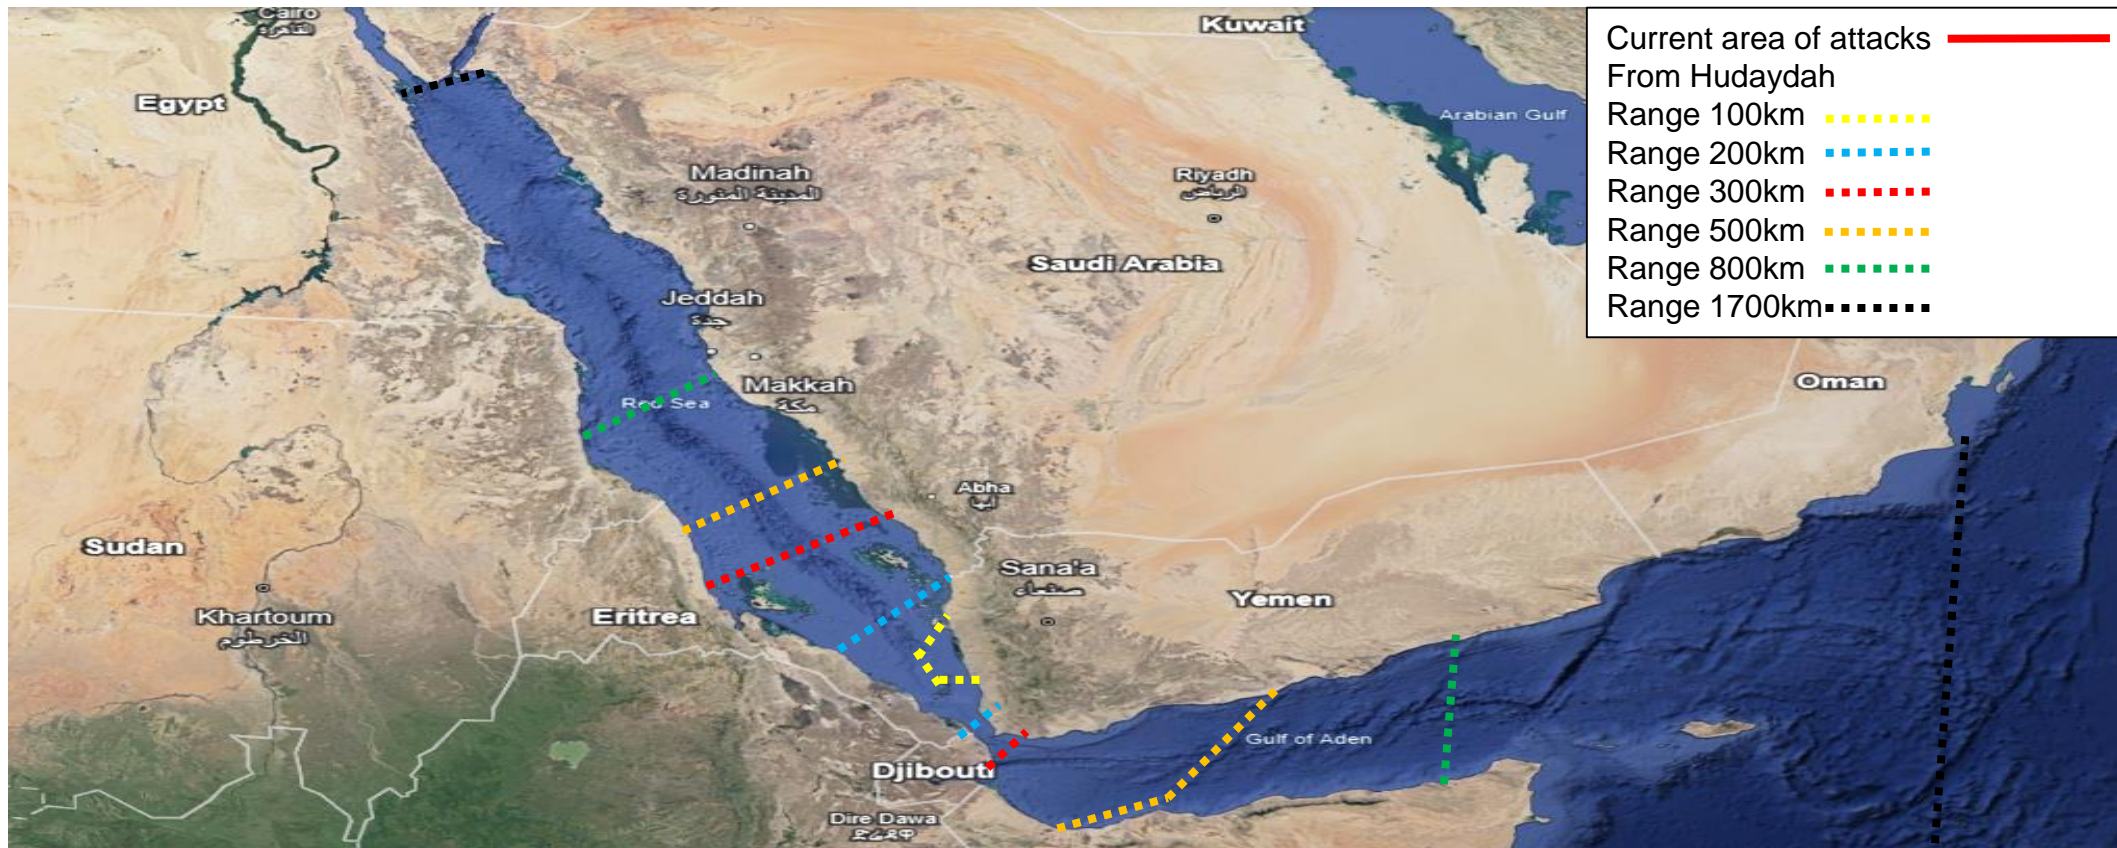 Cairo
القاهرة
Kuwait
Egypt
Arabian Gulf
Madinah
المدينة المنورة
Riyadh
الرياض
Saudi Arabia
Jeddah
جدة
Makkah
مكة
Red Sea
Oman
Abha
أبها
Sudan
Sana'a
صنعاء
Khartoum
الخرطوم
Eritrea
Yemen
Gulf of Aden
Djibouti
Dire Dawa
ድሬዳዋ
Current area of attacks
From Hudaydah
Range 100km
Range 200km
Range 300km
Range 500km
Range 800km
Range 1700km